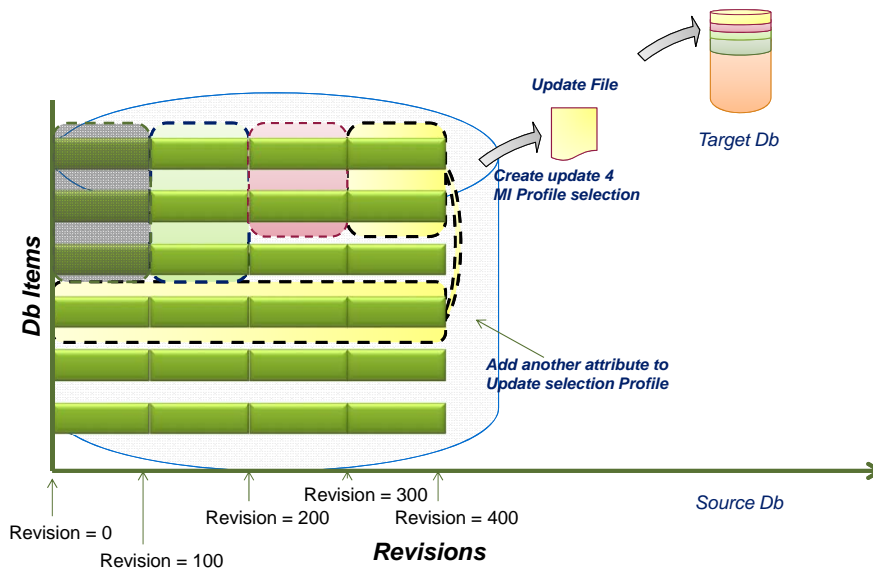 Update File
Target Db
Create update 4
MI Profile selection
Db Items
Add another attribute to
Update selection Profile
Source Db
Revision = 0
Revision = 100
Revision = 200
Revision = 300
Revision = 400
Revisions